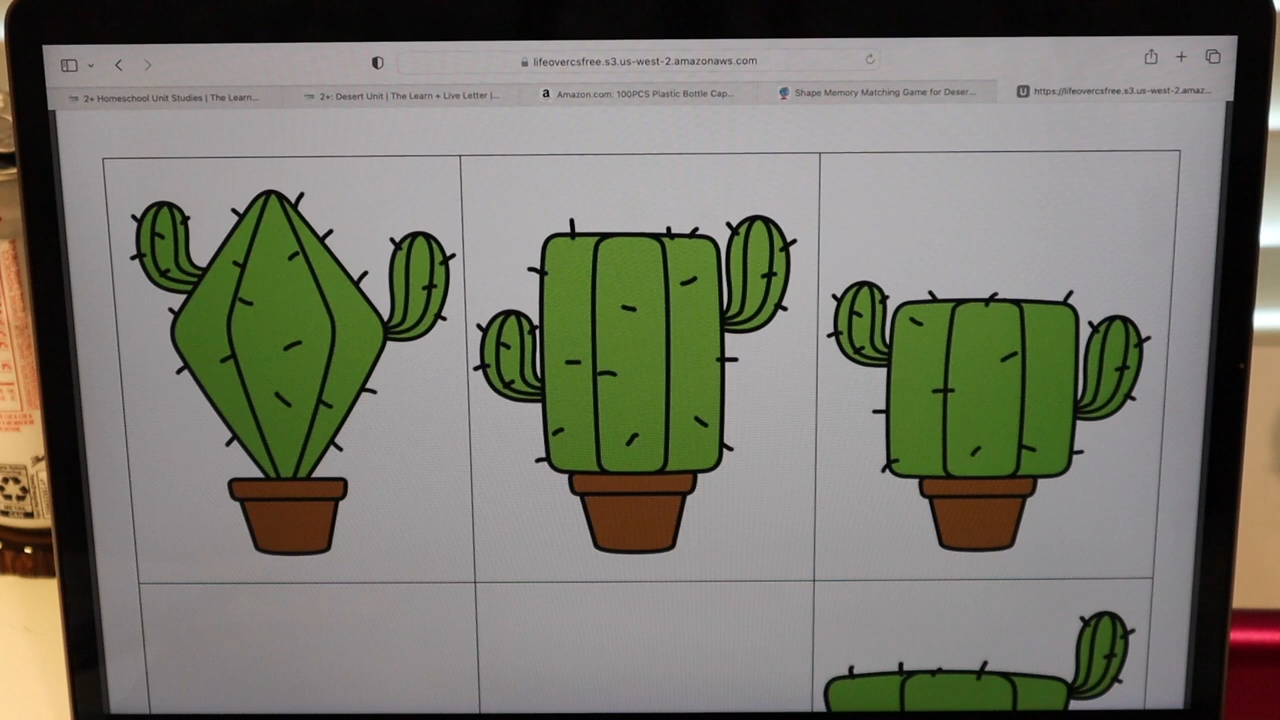 lifeovercsfree.s3.us-west-2.amazonaws.com
2+ Homeschool Unit Studies | The Learn...
2+: Desert Unit | The Learn + Live Letter |...
a Amazon.com: 100PCS Plastic Bottle Cap...
Shape Memory Matching Game for Deser...
U https://lifeovercsfree.s3.us-west-2.amaz...